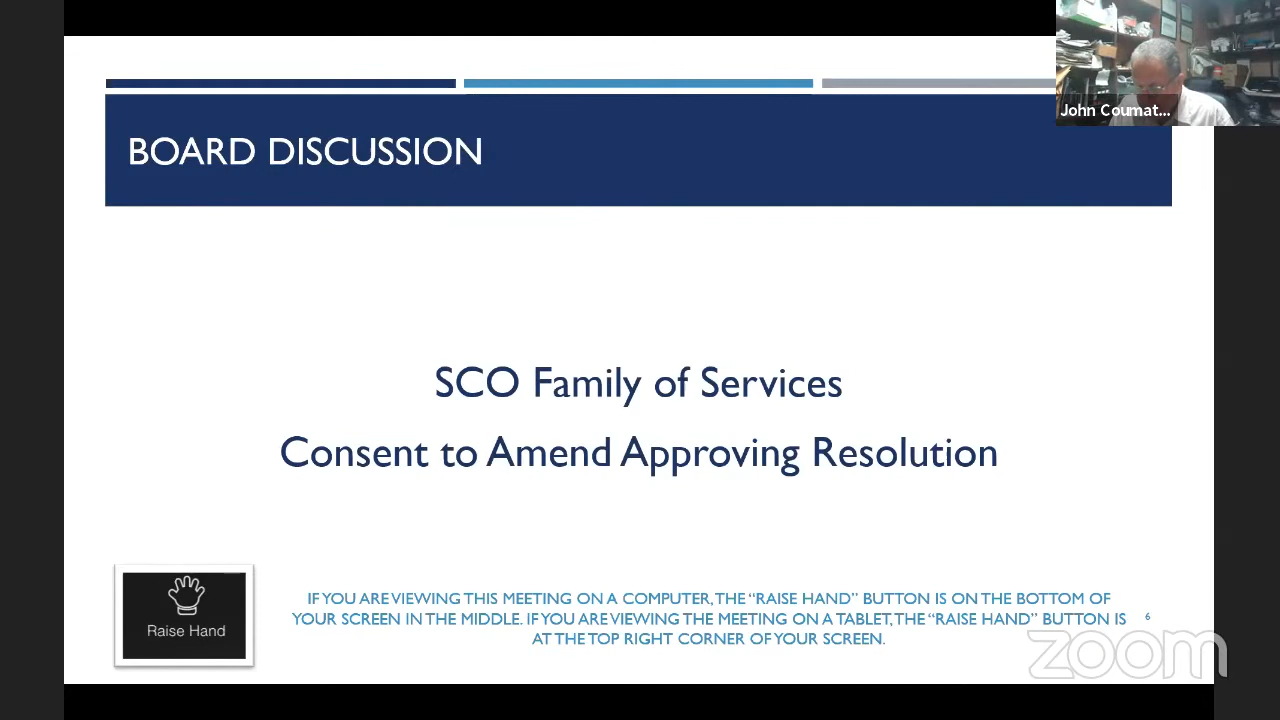 John Coumat...
BOARD DISCUSSION
SCO Family of Services
Consent to Amend Approving Resolution
Raise Hand
IF YOU ARE VIEWING THIS MEETING ON A COMPUTER, THE “RAISE HAND” BUTTON IS ON THE BOTTOM OF
YOUR SCREEN IN THE MIDDLE. IF YOU ARE VIEWING THE MEETING ON A TABLET, THE “RAISE HAND” BUTTON IS
AT THE TOP RIGHT CORNER OF YOUR SCREEN.
6
zoom